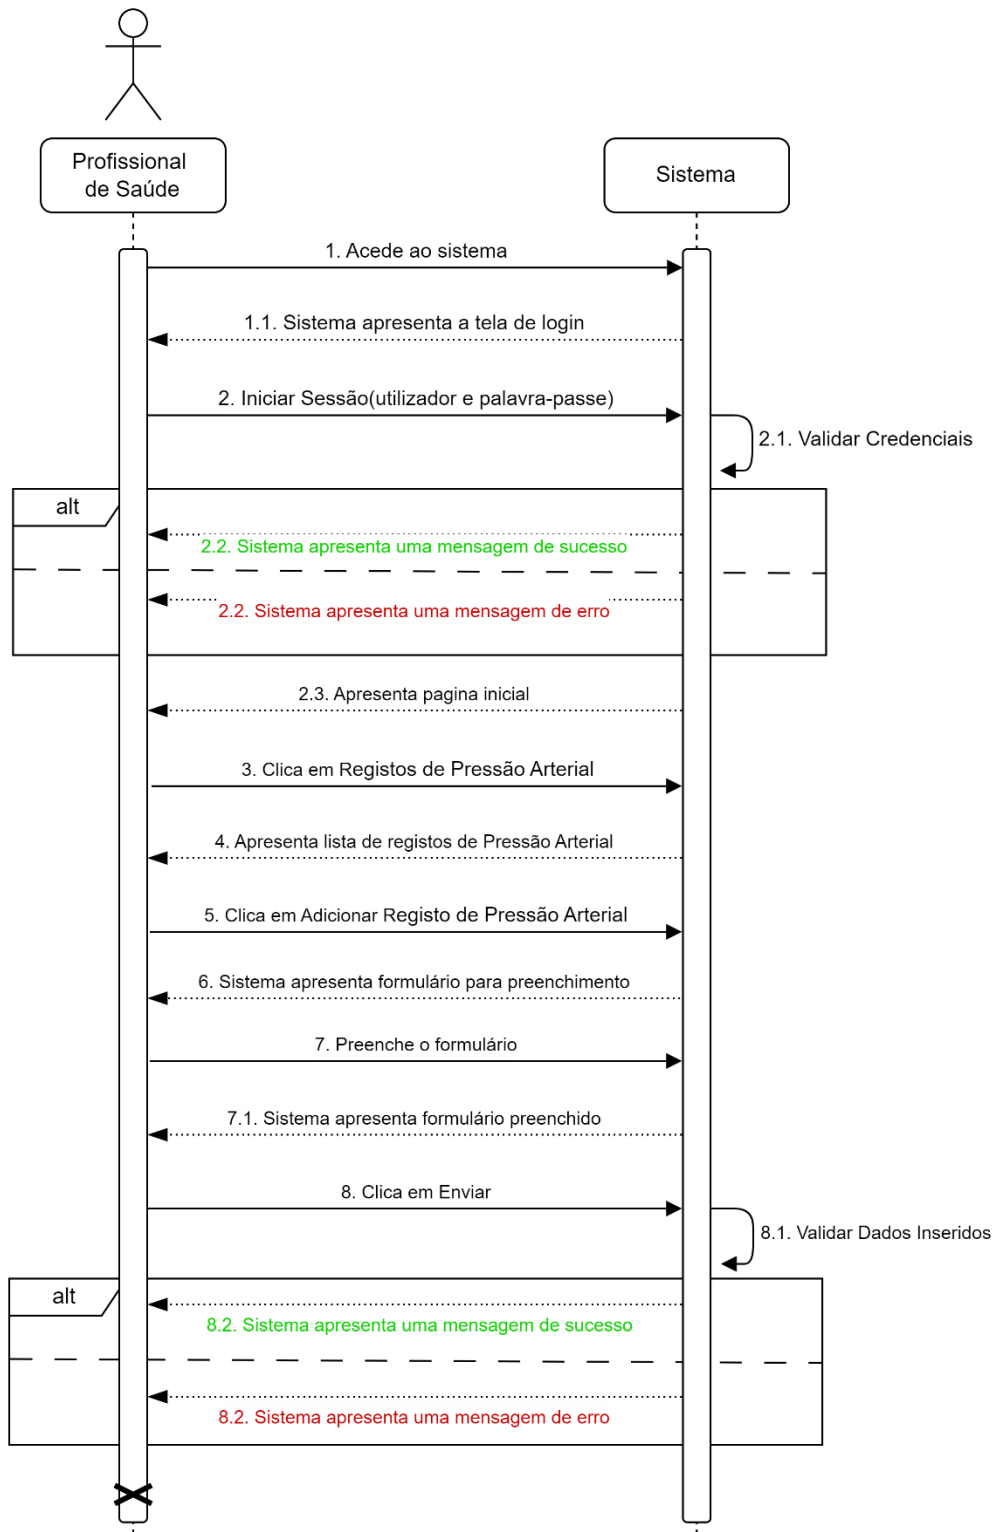 Profissional
de Saúde
Sistema
1. Acede ao sistema
1.1. Sistema apresenta a tela de login
2. Iniciar Sessão(utilizador e palavra-passe)
2.1. Validar Credenciais
alt
2.2. Sistema apresenta uma mensagem de sucesso
2.2. Sistema apresenta uma mensagem de erro
2.3. Apresenta pagina inicial
3. Clica em Registos de Pressão Arterial
4. Apresenta lista de registos de Pressão Arterial
5. Clica em Adicionar Registo de Pressão Arterial
6. Sistema apresenta formulário para preenchimento
7. Preenche o formulário
7.1. Sistema apresenta formulário preenchido
8. Clica em Enviar
8.1. Validar Dados Inseridos
alt
8.2. Sistema apresenta uma mensagem de sucesso
8.2. Sistema apresenta uma mensagem de erro